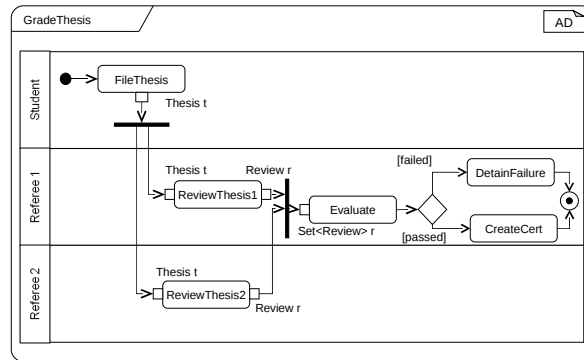 GradeThesis
AD
Student
FileThesis
Thesis t
Referee 1
Thesis t
Review r
ReviewThesis1
Evaluate
Set<Review> r
[failed]
DetainFailure
[passed]
CreateCert
Referee 2
Thesis t
ReviewThesis2
Review r